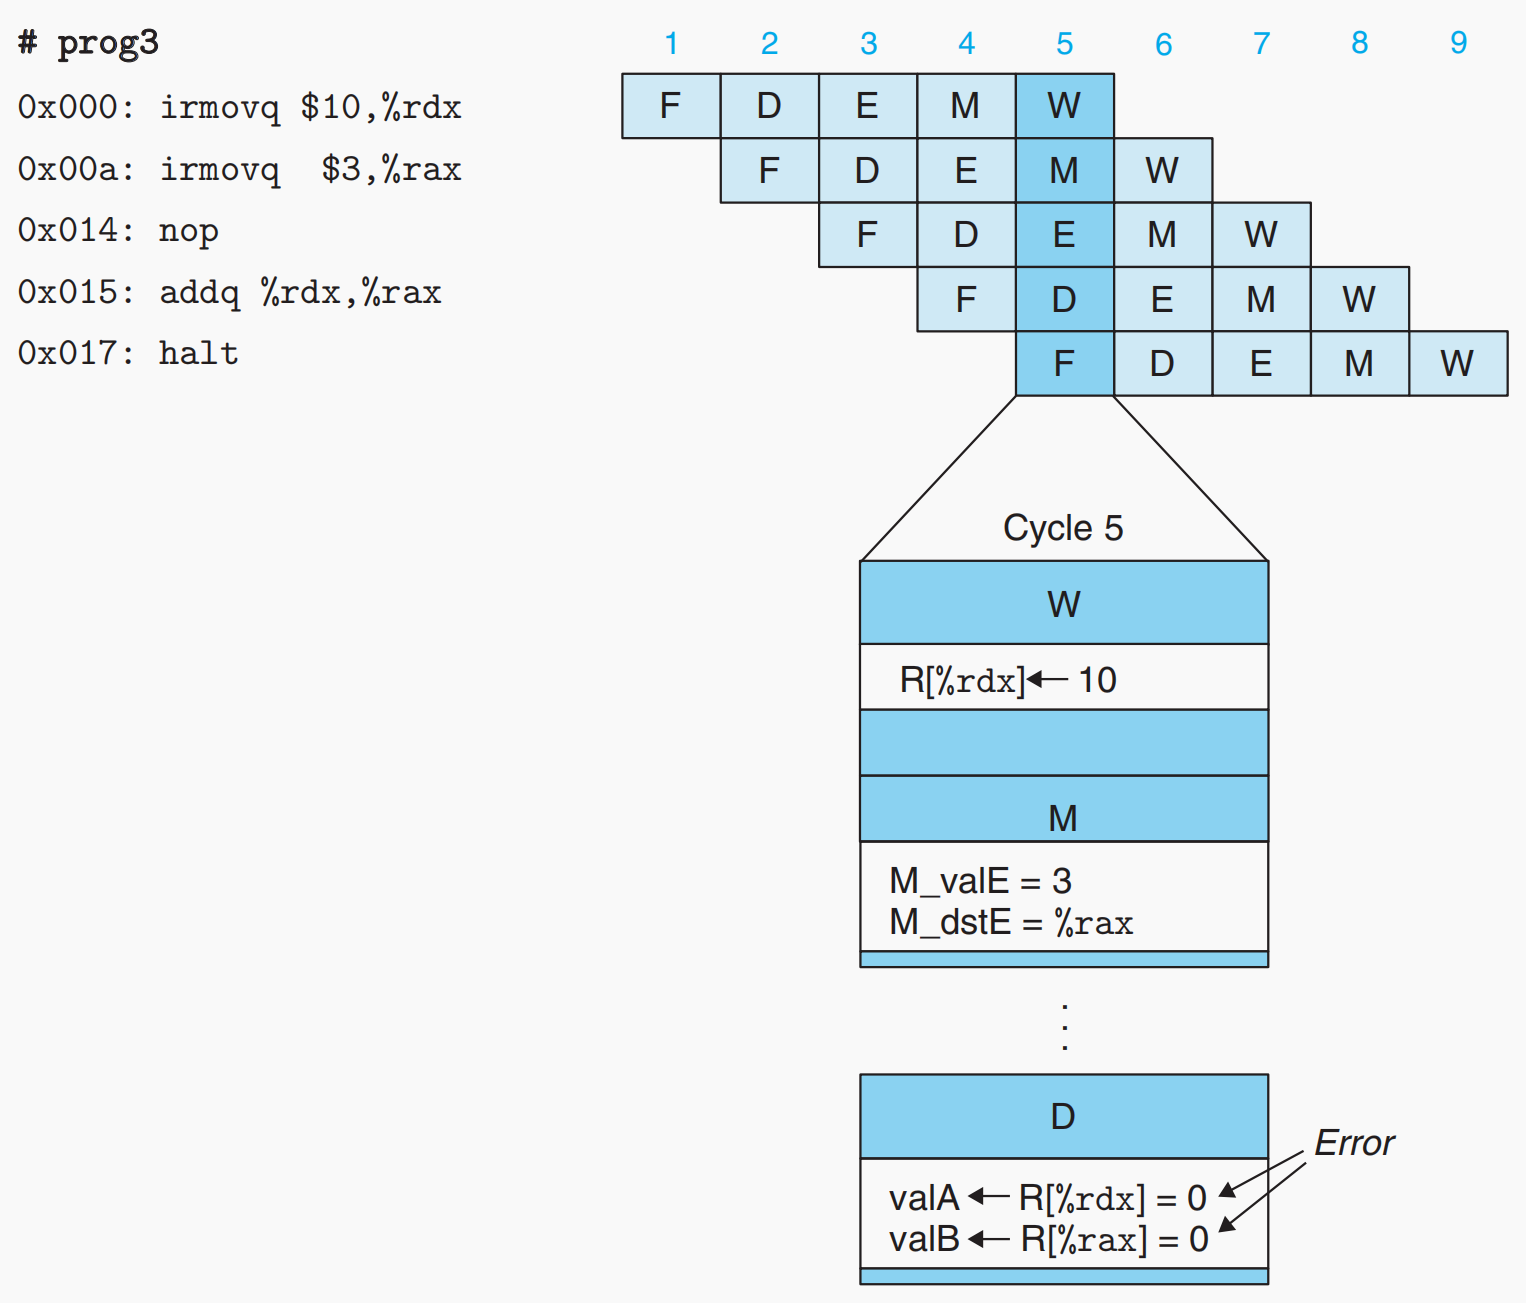 # prog3
1 2 3 4 5 6 7 8 9
0x000: irmovq $10,%rdx F D E M W
0x00a: irmovq  $3,%rax F D E M W
0x014: nop F D E M W
0x015: addq %rdx,%rax F D E M W
0x017: halt F D E M W
Cycle 5
W
R[%rdx]← 10
M
M_valE = 3
M_dstE = %rax
D
Error
valA ← R[%rdx] = 0
valB ← R[%rax] = 0